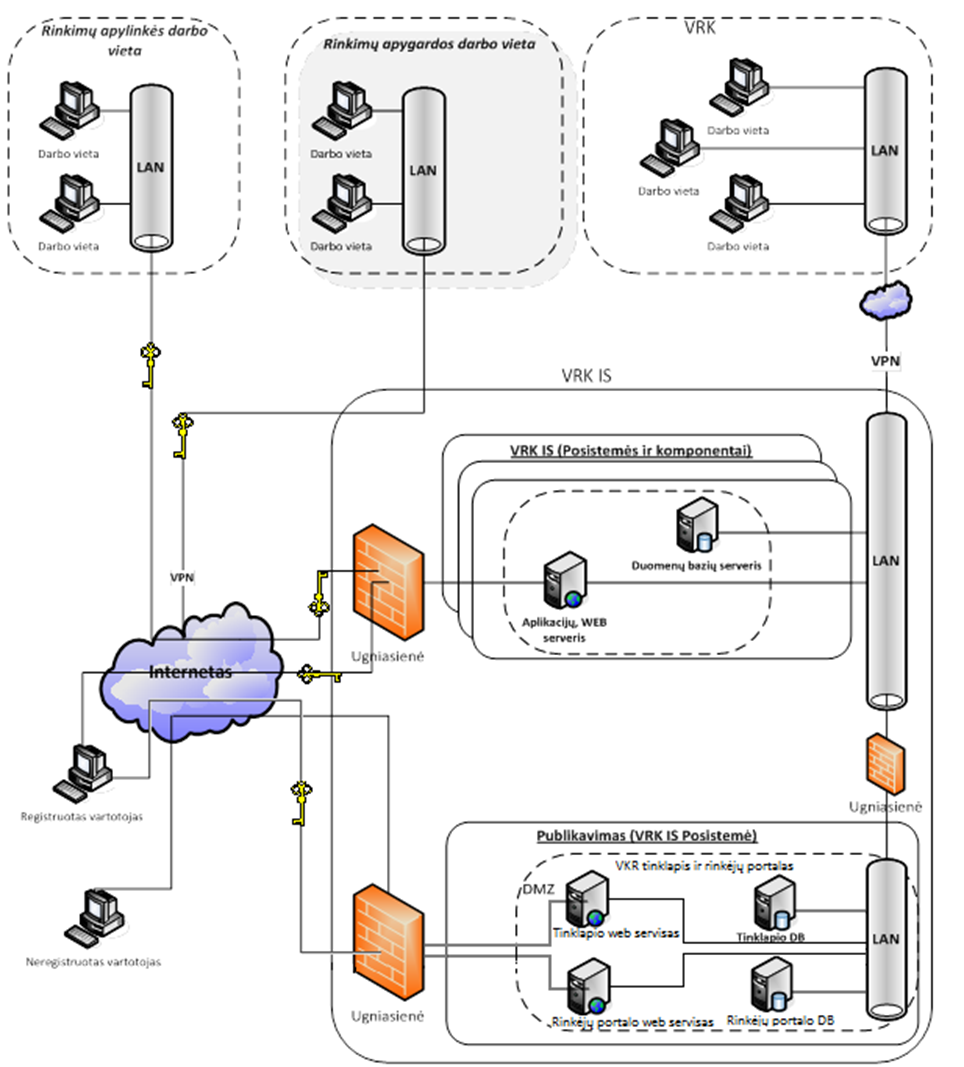 Rinkimų apylinkės darbo
vieta
Darbo vieta
Darbo vieta
LAN
Rinkimų apygardos darbo vieta
Darbo vieta
Darbo vieta
LAN
VRK
Darbo vieta
Darbo vieta
Darbo vieta
LAN
VPN
VRK IS
VRK IS (Posistemės ir komponentai)
Duomenų bazių serveris
Aplikacijų, WEB
serveris
LAN
VPN
Ugniasienė
Internetas
Registruotas vartotojas
Neregistruotas vartotojas
Ugniasienė
Publikavimas (VRK IS Posistemė)
VKR tinklapis ir rinkėjų portalas
DMZ
Tinklapio web servisas
Tinklapio DB
LAN
Rinkėjų portalo web servisas
Rinkėjų portalo DB
Ugniasienė